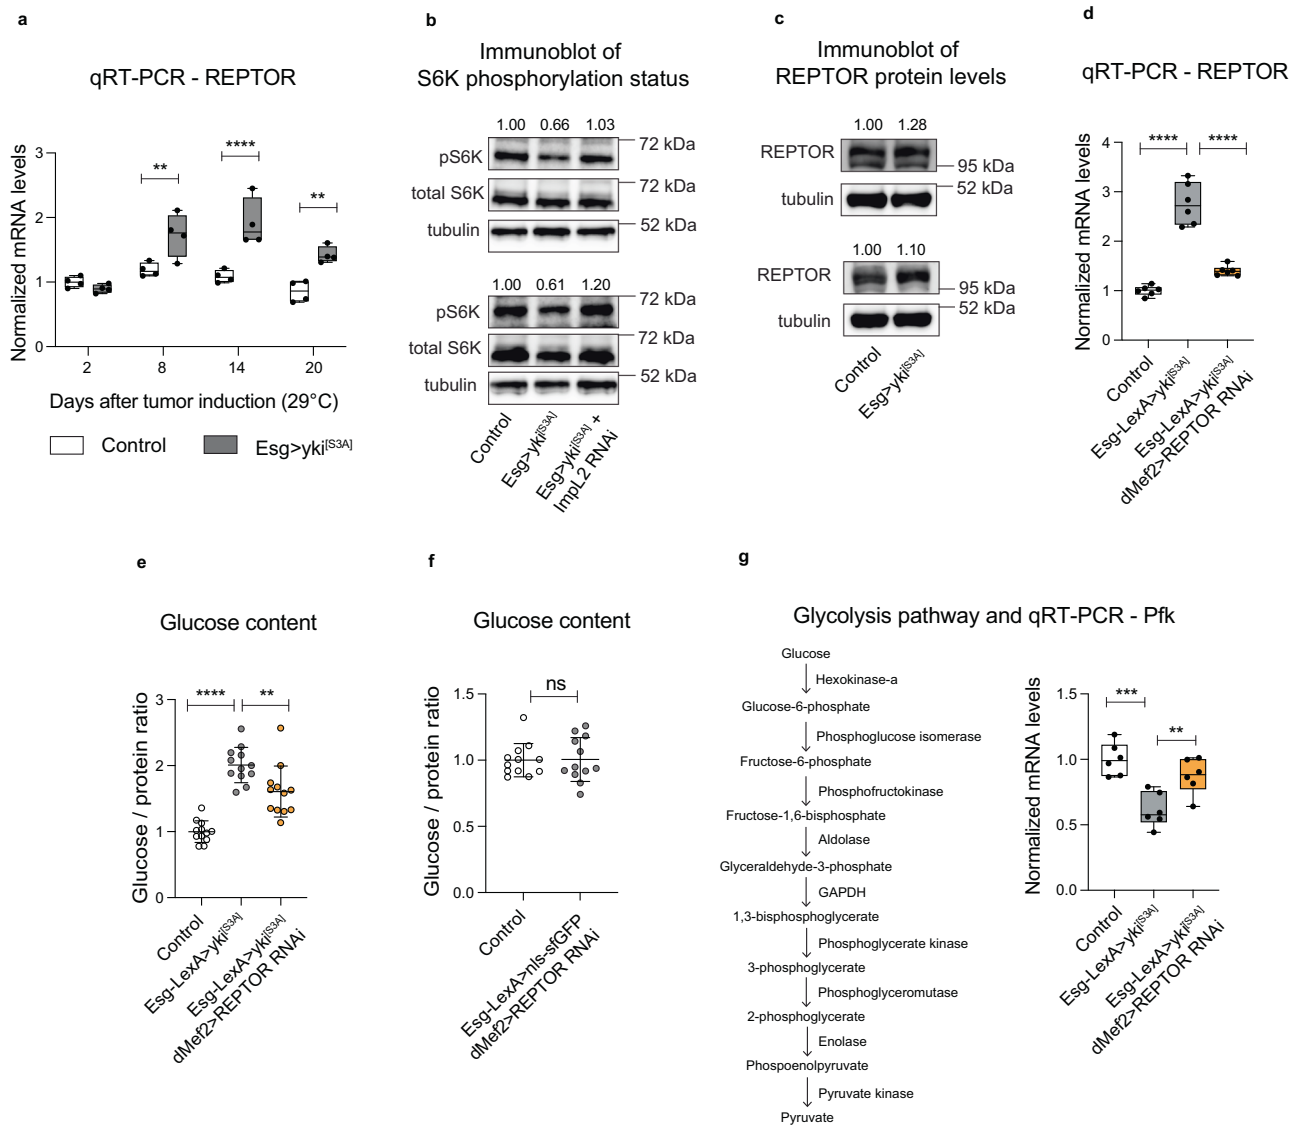 a
qRT-PCR - REPTOR
Normalized mRNA levels
3
2
1
0
**
****
**
2 8 14 20
Days after tumor induction (29°C)
Control Esg>yki[S3A]
b
Immunoblot of
S6K phosphorylation status
1.00 0.66 1.03
pS6K 72 kDa
total S6K 72 kDa
tubulin 52 kDa
1.00 0.61 1.20
pS6K 72 kDa
total S6K 72 kDa
tubulin 52 kDa
Control
Esg>yki[S3A]
Esg>yki[S3A] +
ImpL2 RNAi
c
Immunoblot of
REPTOR protein levels
1.00 1.28
REPTOR 95 kDa
tubulin 52 kDa
1.00 1.10
REPTOR 95 kDa
tubulin 52 kDa
Control
Esg>yki[S3A]
d
qRT-PCR - REPTOR
Normalized mRNA levels
4
3
2
1
0
**** ****
Control
Esg-LexA>yki[S3A]
Esg-LexA>yki[S3A]
dMef2>REPTOR RNAi
e
Glucose content
Glucose / protein ratio
3
2
1
0
**** **
Control
Esg-LexA>yki[S3A]
Esg-LexA>yki[S3A]
dMef2>REPTOR RNAi
f
Glucose content
Glucose / protein ratio
1.5
1.0
0.5
0.0
ns
Control
Esg-LexA>nls-sfGFP
dMef2>REPTOR RNAi
g
Glycolysis pathway and qRT-PCR - Pfk
Glucose
Hexokinase-a
Glucose-6-phosphate
Phosphoglucose isomerase
Fructose-6-phosphate
Phosphofructokinase
Fructose-1,6-bisphosphate
Aldolase
Glyceraldehyde-3-phosphate
GAPDH
1,3-bisphosphoglycerate
Phosphoglycerate kinase
3-phosphoglycerate
Phosphoglyceromutase
2-phosphoglycerate
Enolase
Phospoenolpyruvate
Pyruvate kinase
Pyruvate
Normalized mRNA levels
1.5
1.0
0.5
0.0
***
**
Control
Esg-LexA>yki[S3A]
Esg-LexA>yki[S3A]
dMef2>REPTOR RNAi